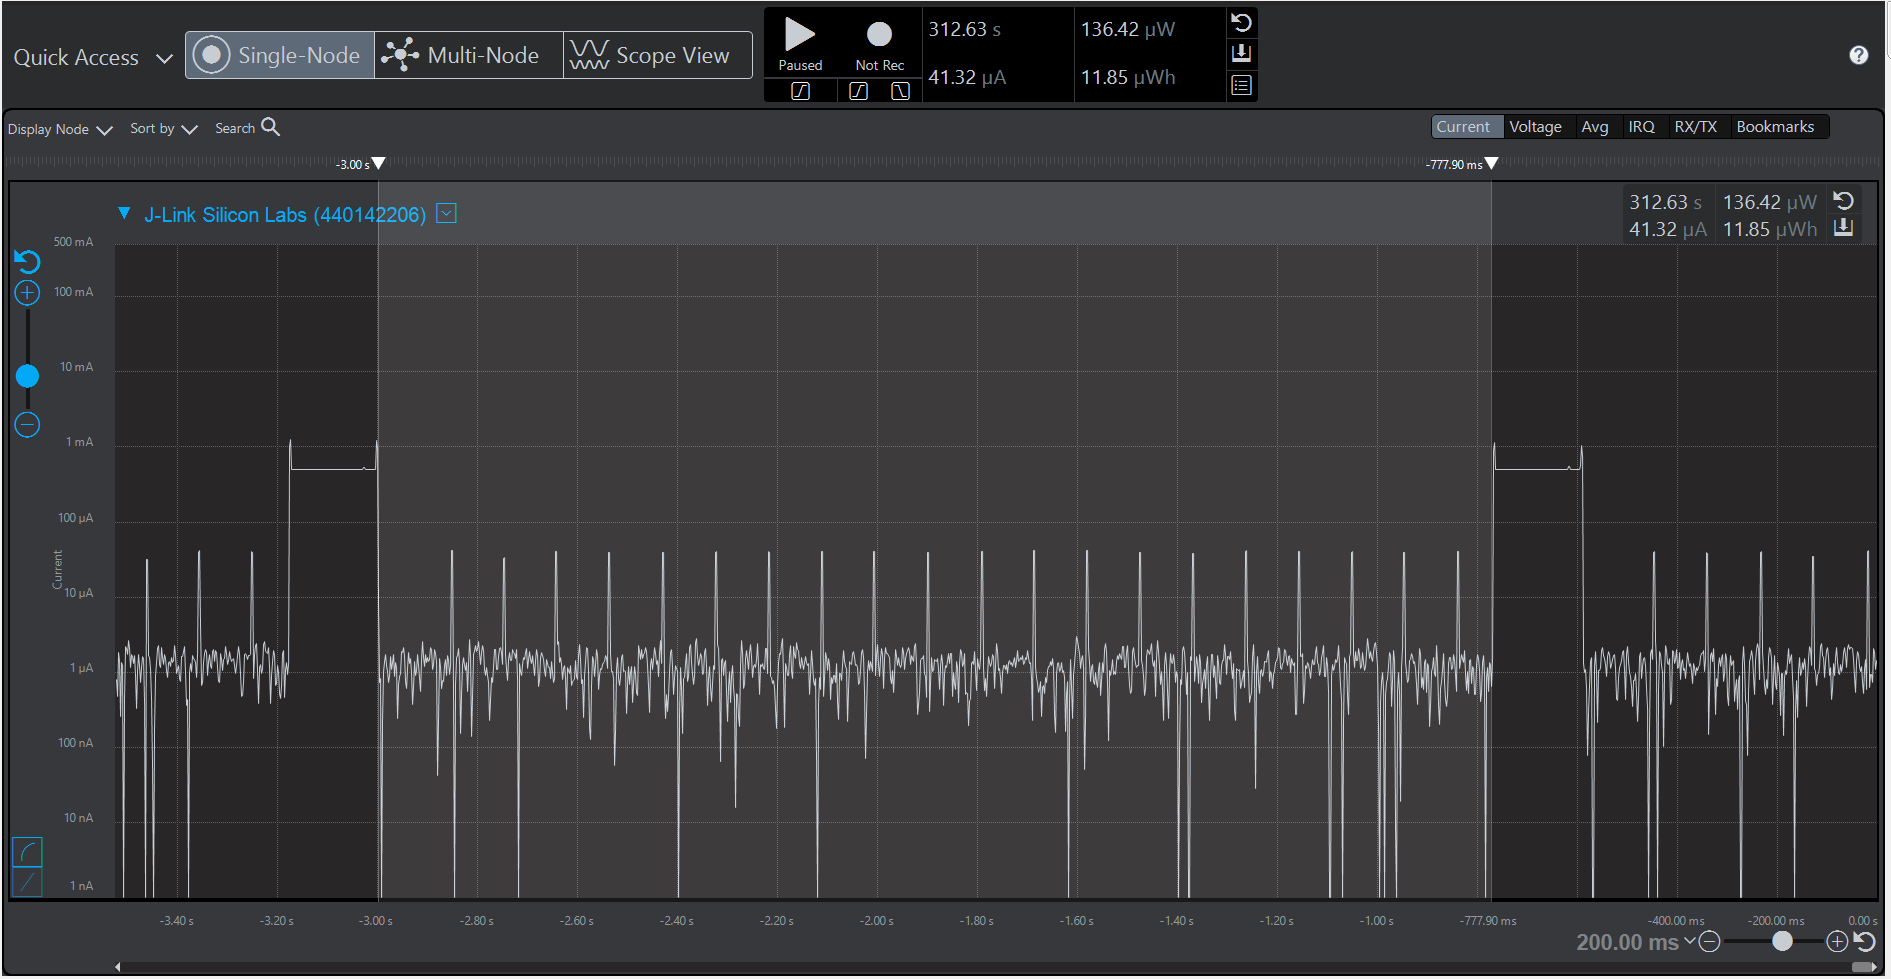 Quick Access
Single-Node
Multi-Node
Scope View
Paused
Not Rec
312.63 s
136.42 µW
41.32 µA
11.85 µWh
Display Node
Sort by
Search
Current
Voltage
Avg
IRQ
RX/TX
Bookmarks
-3.00 s
-777.90 ms
J-Link Silicon Labs (440142206)
312.63 s
136.42 µW
41.32 µA
11.85 µWh
500 mA
100 mA
10 mA
1 mA
100 µA
10 µA
1 µA
100 nA
10 nA
1 nA
Current
-3.40 s
-3.20 s
-3.00 s
-2.80 s
-2.60 s
-2.40 s
-2.20 s
-2.00 s
-1.80 s
-1.60 s
-1.40 s
-1.20 s
-1.00 s
-777.90 ms
-400.00 ms
-200.00 ms
0.00 s
200.00 ms